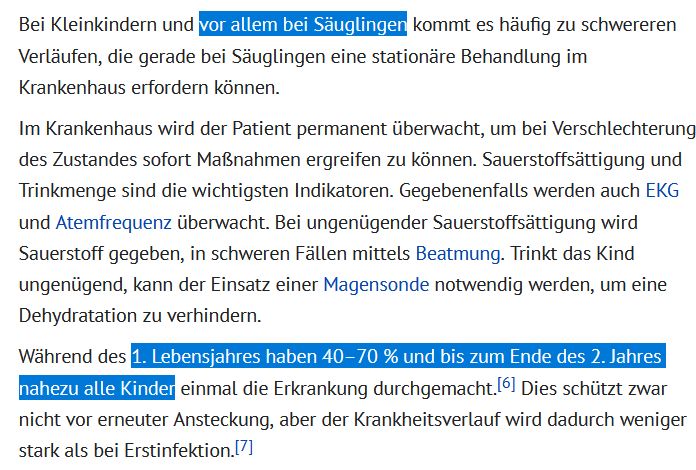 Bei Kleinkindern und vor allem bei Säuglingen kommt es häufig zu schwereren
Verläufen, die gerade bei Säuglingen eine stationäre Behandlung im
Krankenhaus erfordern können.
Im Krankenhaus wird der Patient permanent überwacht, um bei Verschlechterung
des Zustandes sofort Maßnahmen ergreifen zu können. Sauerstoffsättigung und
Trinkmenge sind die wichtigsten Indikatoren. Gegebenenfalls werden auch EKG
und Atemfrequenz überwacht. Bei ungenügender Sauerstoffsättigung wird
Sauerstoff gegeben, in schweren Fällen mittels Beatmung. Trinkt das Kind
ungenügend, kann der Einsatz einer Magensonde notwendig werden, um eine
Dehydratation zu verhindern.
Während des 1. Lebensjahres haben 40–70 % und bis zum Ende des 2. Jahres
nahezu alle Kinder einmal die Erkrankung durchgemacht.[6] Dies schützt zwar
nicht vor erneuter Ansteckung, aber der Krankheitsverlauf wird dadurch weniger
stark als bei Erstinfektion.[7]